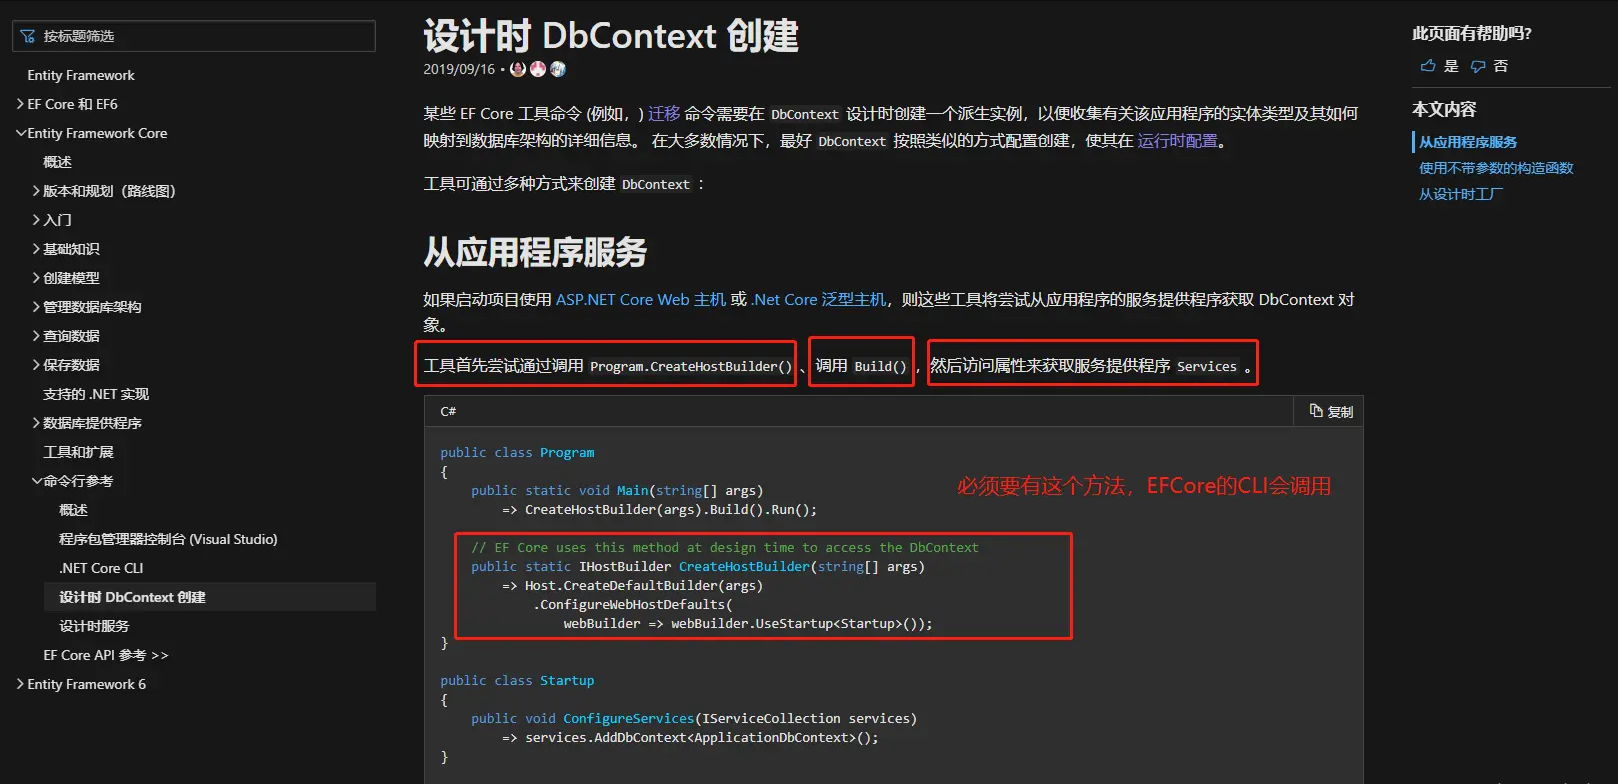 按标题筛选
Entity Framework
EF Core 和 EF6
Entity Framework Core
概述
版本和规划（路线图）
入门
基础知识
创建模型
管理数据库架构
查询数据
保存数据
支持的 .NET 实现
数据库提供程序
工具和扩展
命令行参考
概述
程序包管理器控制台 (Visual Studio)
.NET Core CLI
设计时 DbContext 创建
设计时服务
EF Core API 参考 >>
Entity Framework 6
设计时 DbContext 创建
2019/09/16 •
某些 EF Core 工具命令 (例如，) 迁移 命令需要在 DbContext 设计时创建一个派生实例，以便收集有关该应用程序的实体类型及其如何
映射到数据库架构的详细信息。 在大多数情况下，最好 DbContext 按照类似的方式配置创建，使其在 运行时配置。
工具可通过多种方式来创建 DbContext ：
从应用程序服务
如果启动项目使用 ASP.NET Core Web 主机 或 .Net Core 泛型主机，则这些工具将尝试从应用程序的服务提供程序获取 DbContext 对
象。
工具首先尝试通过调用 Program.CreateHostBuilder() 、调用 Build() ，然后访问属性来获取服务提供程序 Services 。
C#
复制
public class Program
{
public static void Main(string[] args)
=> CreateHostBuilder(args).Build().Run();
必须要有这个方法，EFCore的CLI会调用
// EF Core uses this method at design time to access the DbContext
public static IHostBuilder CreateHostBuilder(string[] args)
=> Host.CreateDefaultBuilder(args)
.ConfigureWebHostDefaults(
webBuilder => webBuilder.UseStartup<Startup>());
}
public class Startup
{
public void ConfigureServices(IServiceCollection services)
=> services.AddDbContext<ApplicationDbContext>();
}
此页面有帮助吗?
是 否
本文内容
从应用程序服务
使用不带参数的构造函数
从设计时工厂